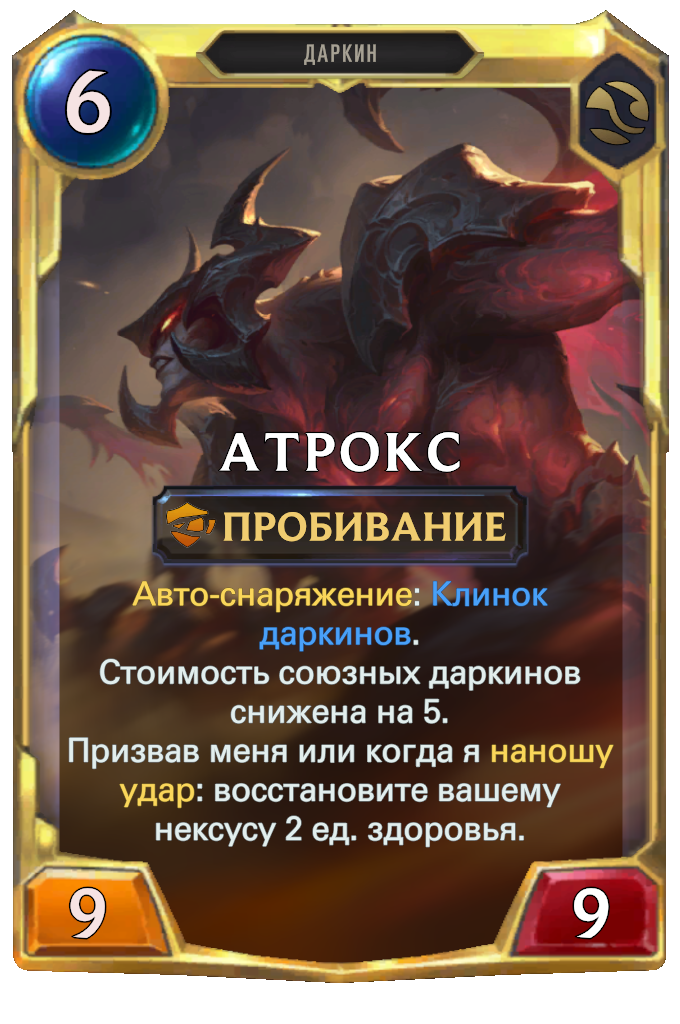 ДАРКИН
6
АТРОКС
ПРОБИВАНИЕ
Авто-снаряжение: Клинок
даркинов.
Стоимость союзных даркинов
снижена на 5.
Призвав меня или когда я наношу
удар: восстановите вашему
нексусу 2 ед. здоровья.
9
9